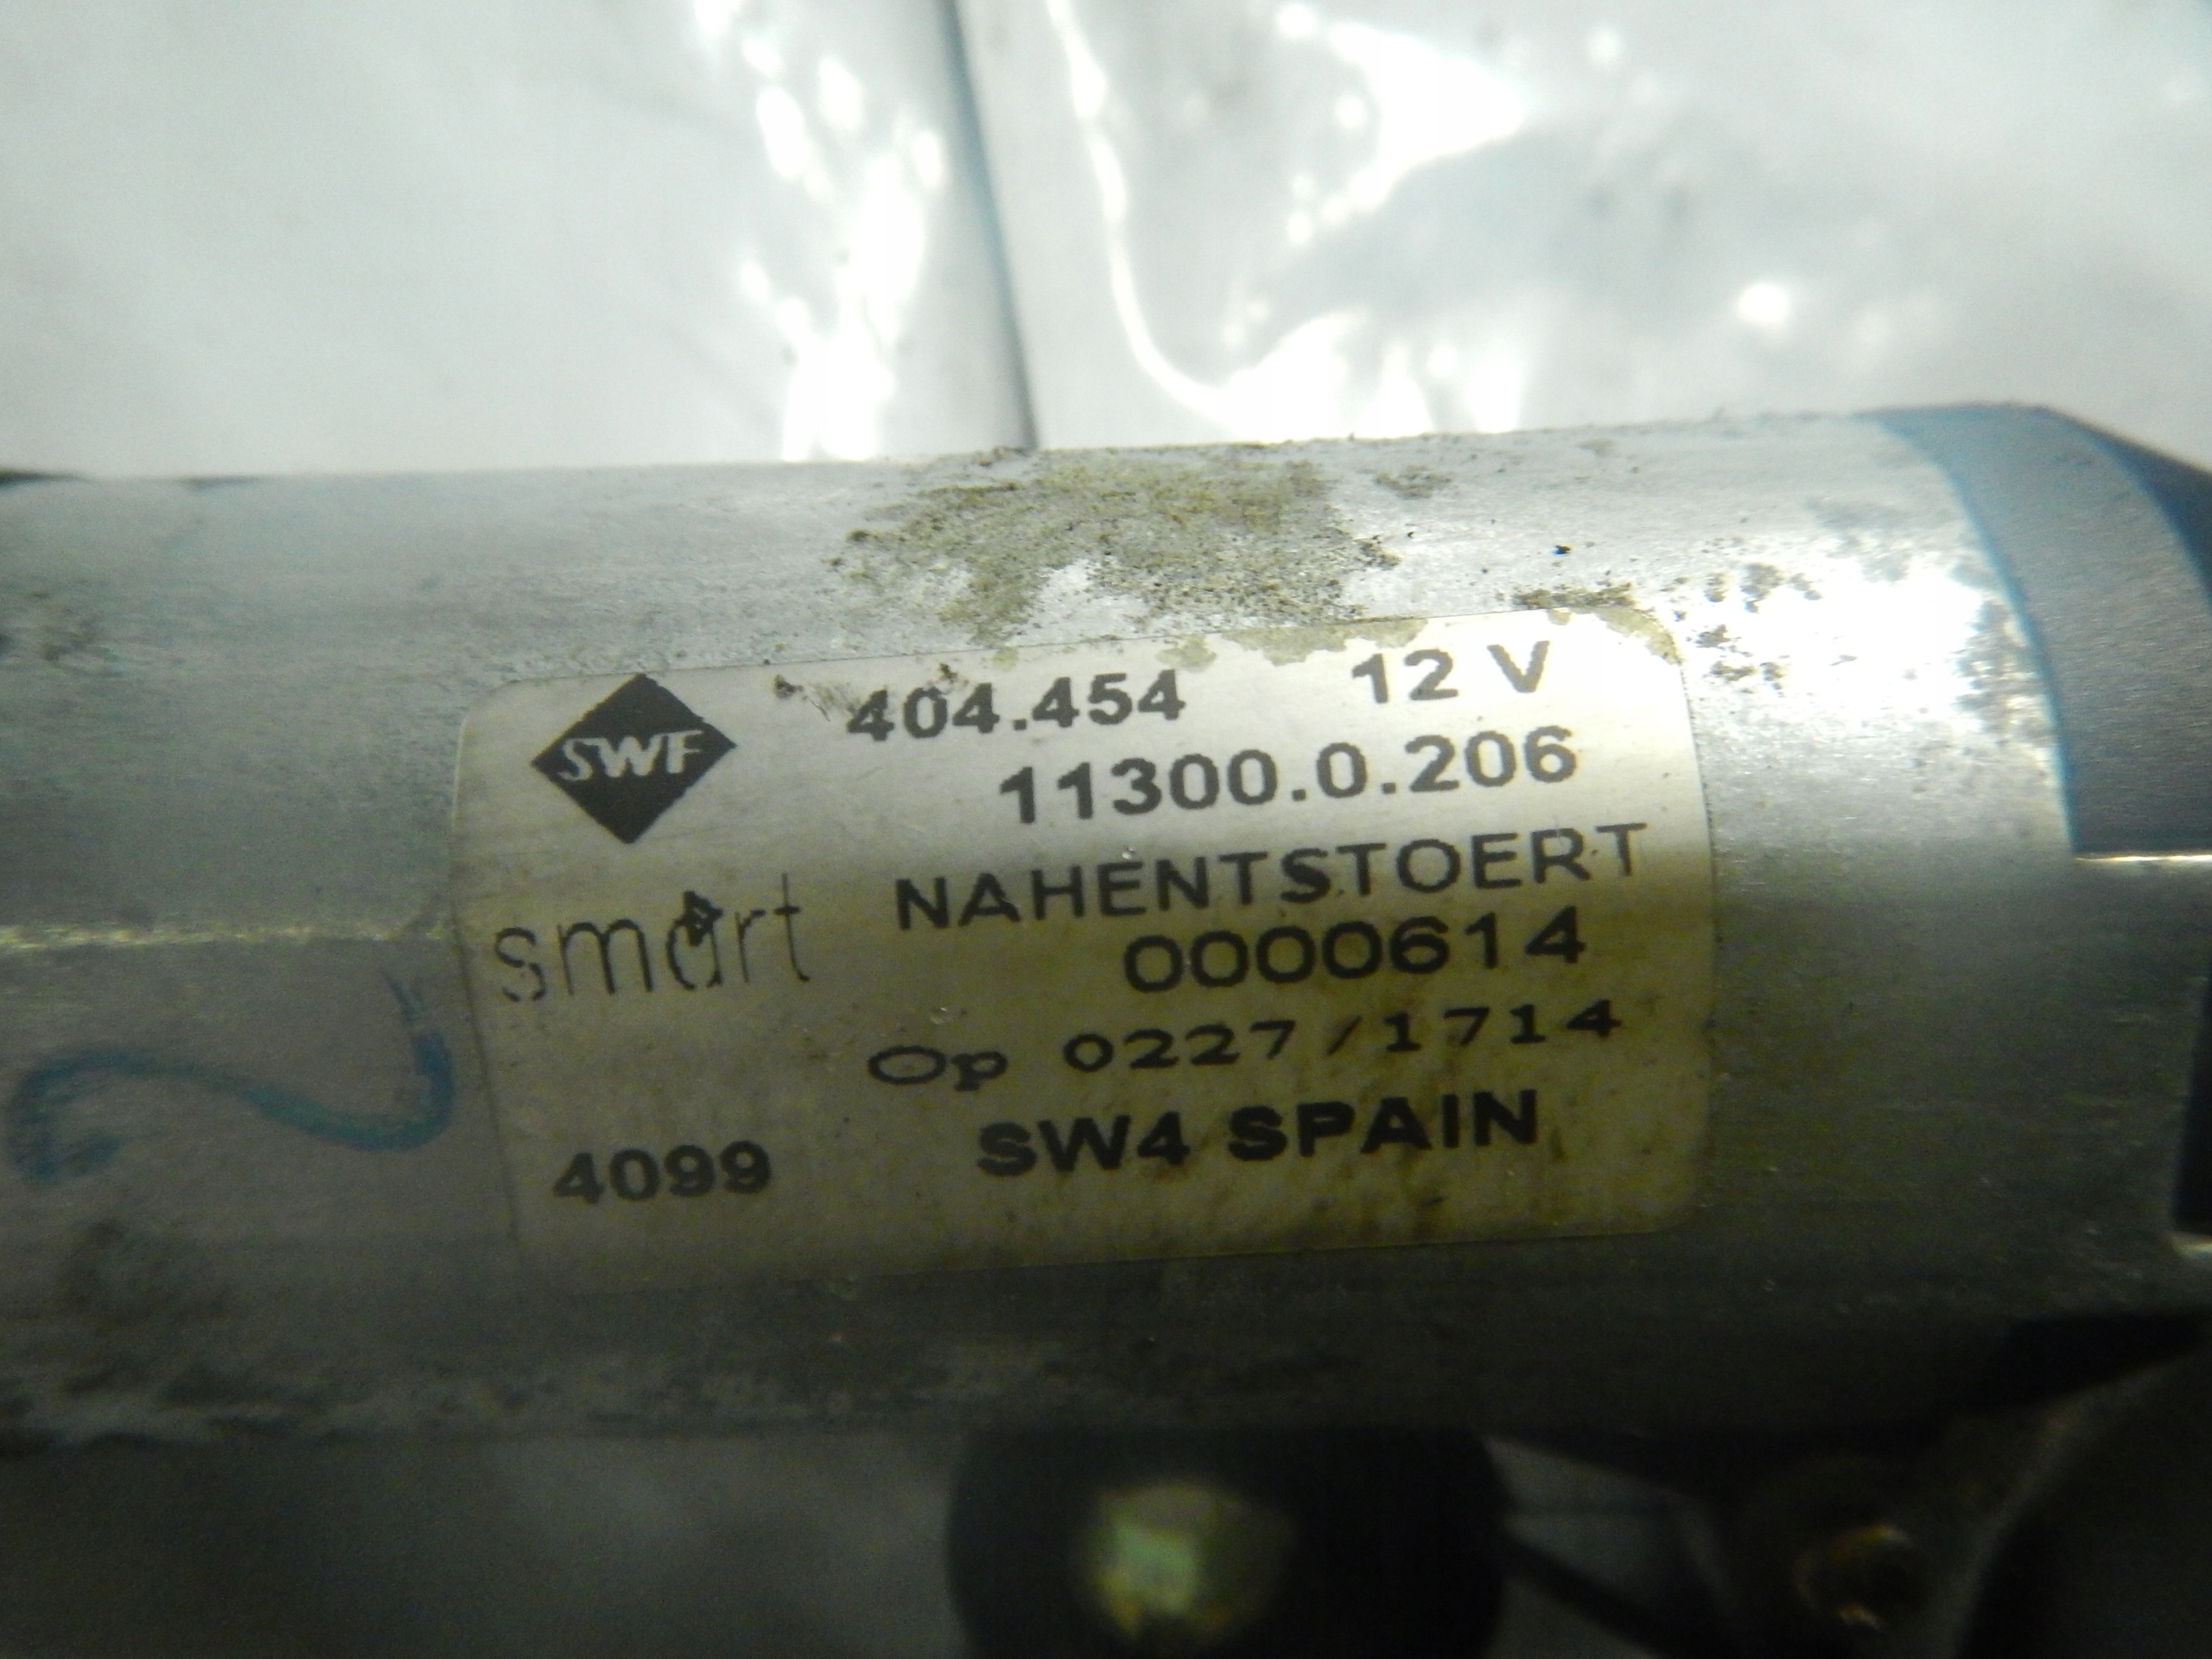 SWF 404.454 12 V
11300.0.206
smart NAHENTSTOERT
0000614
Op 0227/1714
4099 SW4 SPAIN